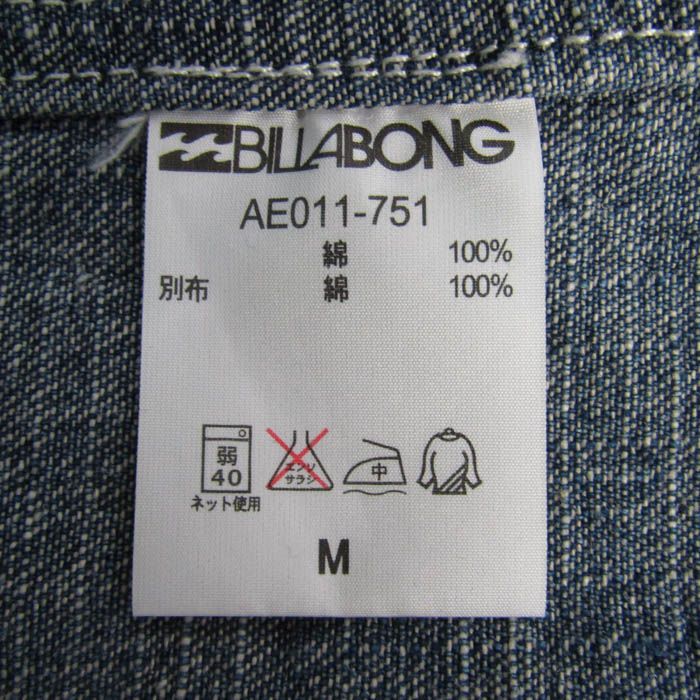 BILLABONG
AE011-751
綿 100%
別布 綿 100%
弱
40
エンソ
サラシ
中
ネット使用
M